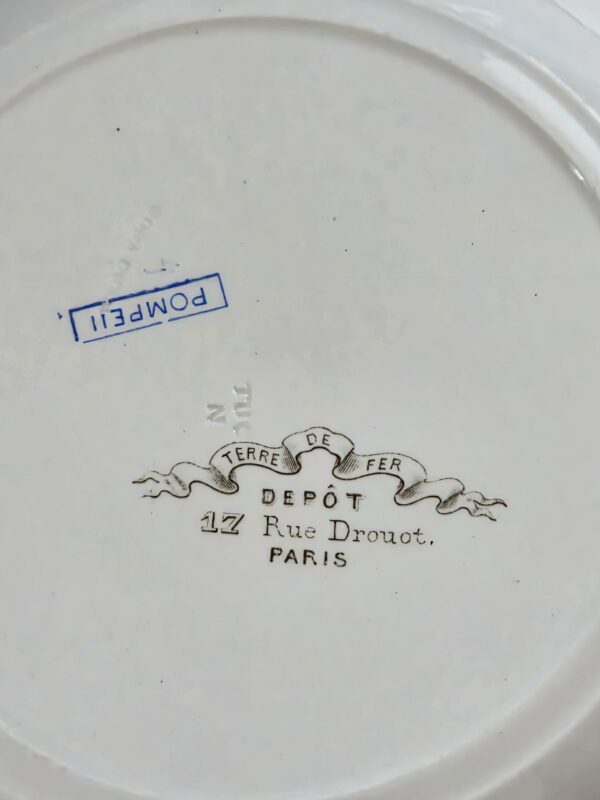 POMPEII
TERRE DE FER
DEPÔT
17 Rue Drouot.
PARIS